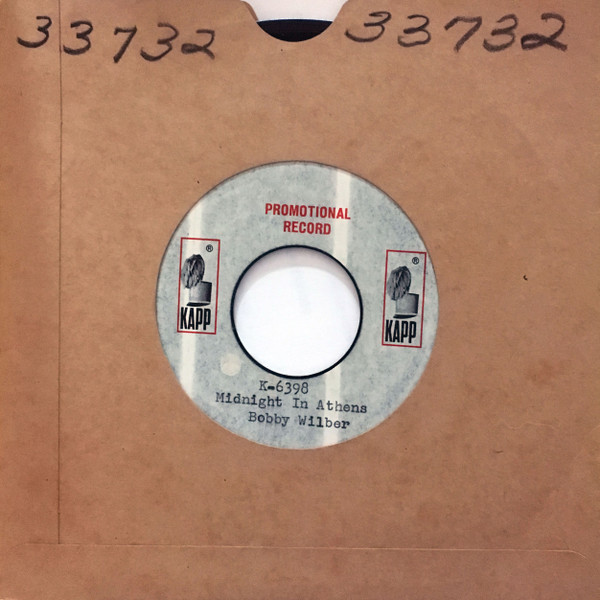 33732 33732
PROMOTIONAL
RECORD
® ®
KAPP KAPP
K-6398
Midnight In Athens
Bobby Wilber